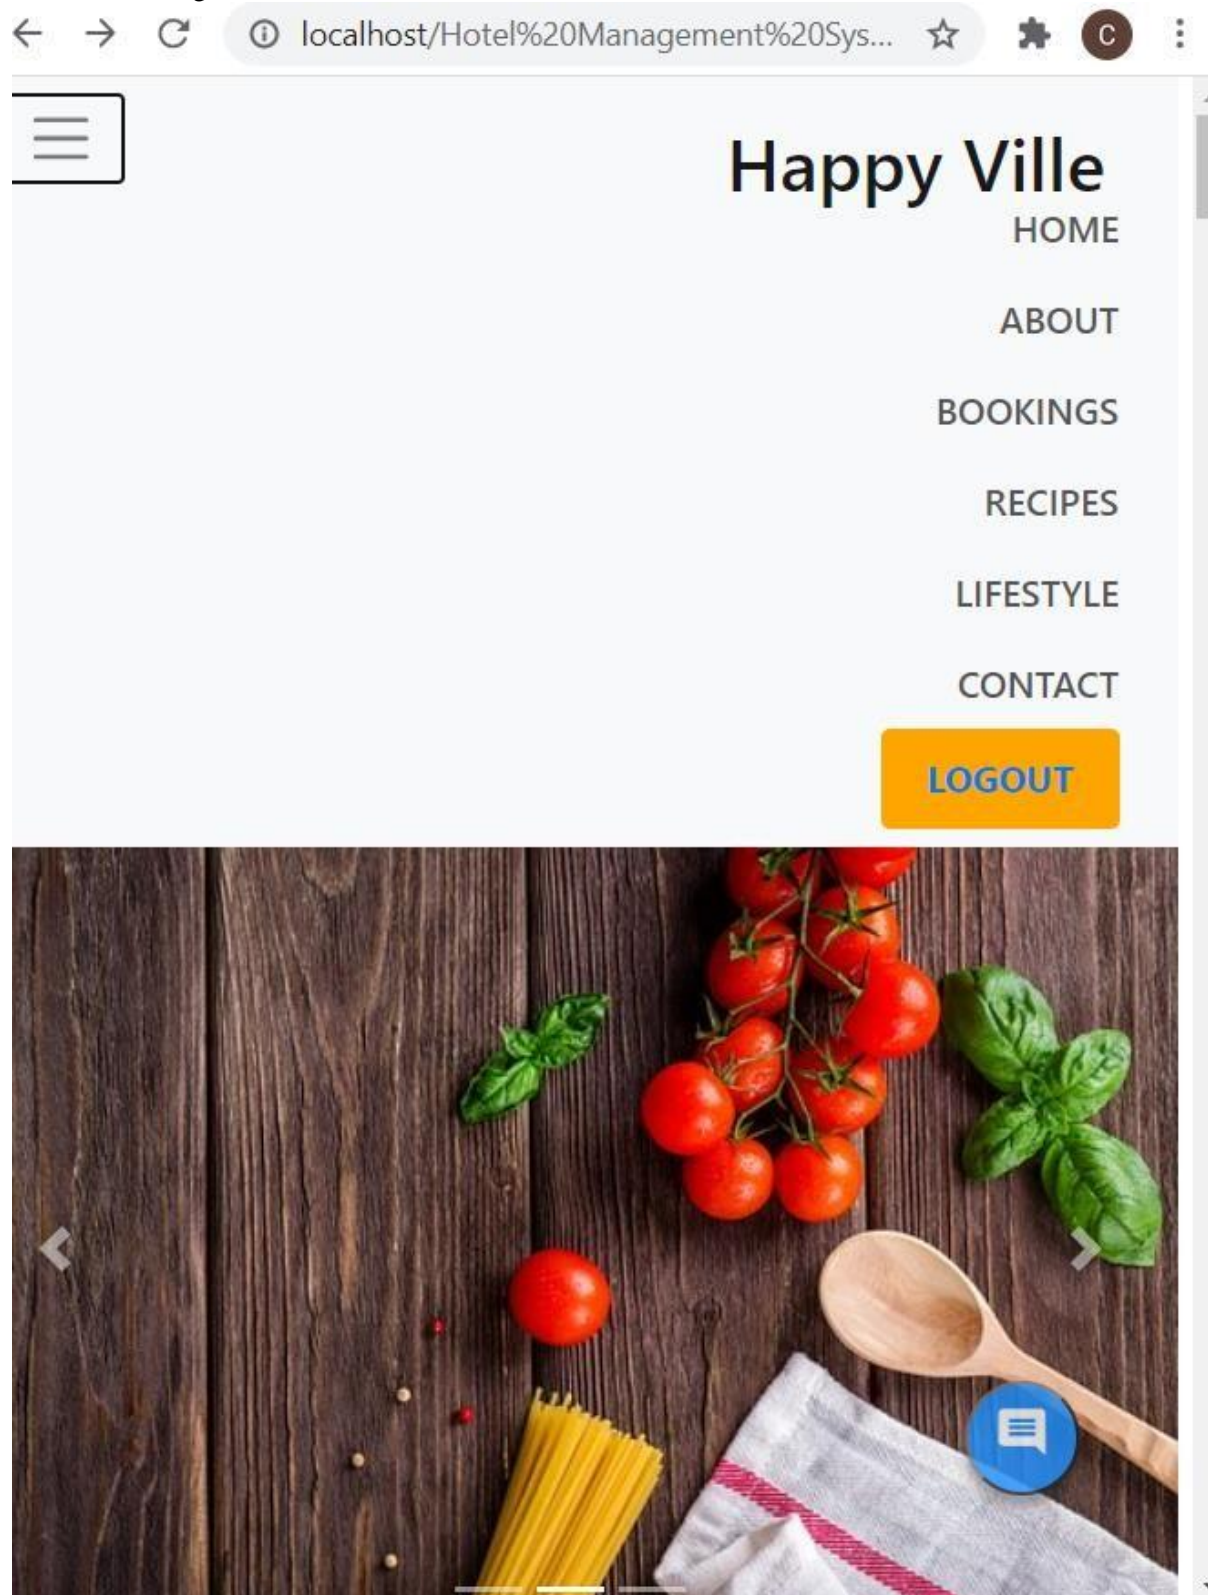 localhost/Hotel%20Management%20Sys...
C
Happy Ville
HOME
ABOUT
BOOKINGS
RECIPES
LIFESTYLE
CONTACT
LOGOUT